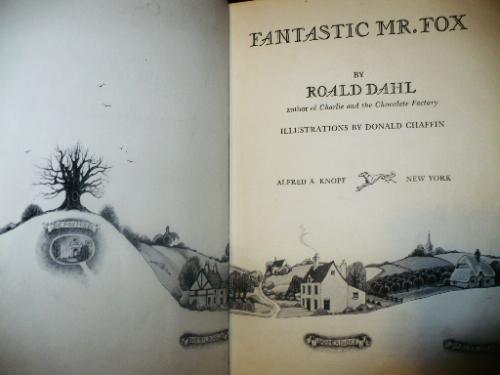 FANTASTIC MR. FOX
BY
ROALD DAHL
author of Charlie and the Chocolate Factory
ILLUSTRATIONS BY DONALD CHAFFIN
ALFRED A. KNOPF NEW YORK